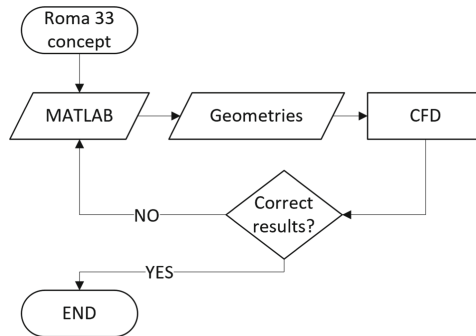 Roma 33
concept
MATLAB
Geometries
CFD
Correct
results?
NO
YES
END